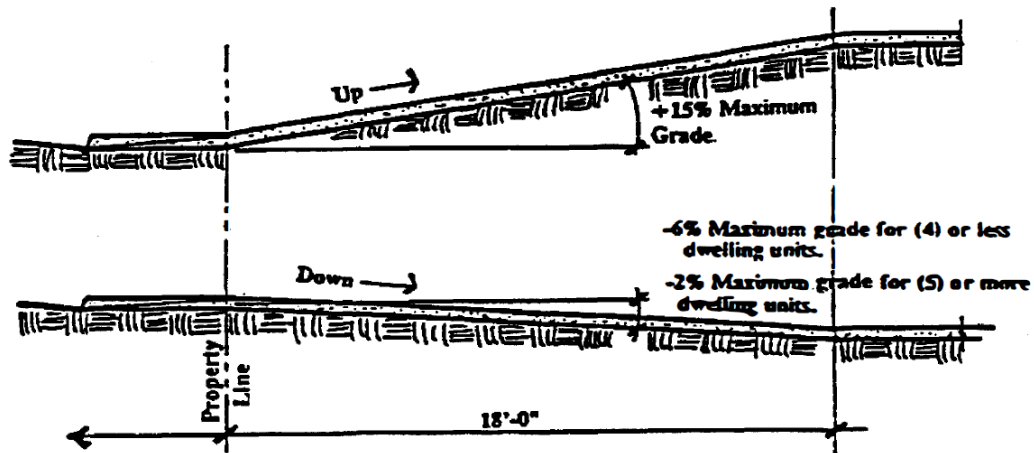 Up
+15% Maximum
Grade.
-6% Maximum grade for (4) or less
dwelling units.
Down
-2% Maximum grade for (5) or more
dwelling units.
Property
Line
18'-0"